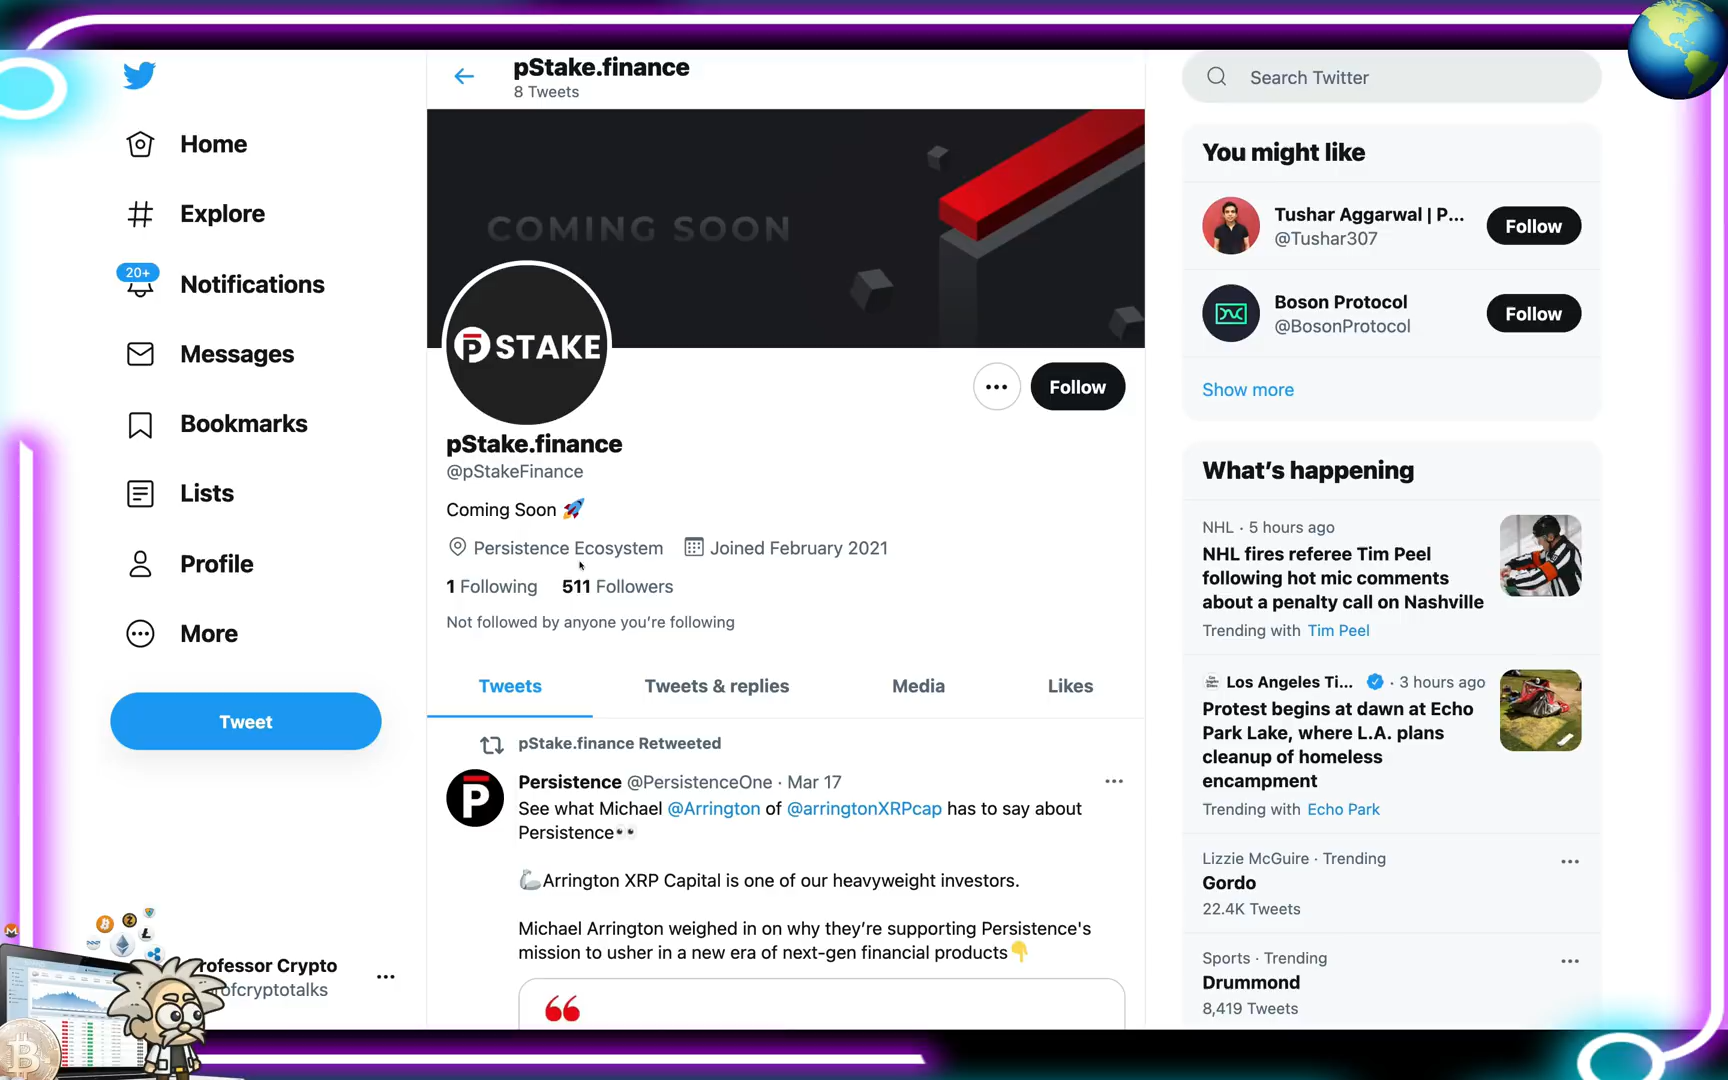 Home
Explore
20+
Notifications
Messages
Bookmarks
Lists
Profile
More
Tweet
rofessor Crypto
ofcryptotalks
pStake.finance
8 Tweets
COMING SOON
P STAKE
Follow
pStake.finance
@pStakeFinance
Coming Soon 🚀
Persistence Ecosystem Joined February 2021
1 Following 511 Followers
Not followed by anyone you're following
Tweets Tweets & replies Media Likes
pStake.finance Retweeted
Persistence @PersistenceOne · Mar 17
See what Michael @Arrington of @arringtonXRPcap has to say about
Persistence👀
🦾Arrington XRP Capital is one of our heavyweight investors.
Michael Arrington weighed in on why they're supporting Persistence's
mission to usher in a new era of next-gen financial products👇
Search Twitter
You might like
Tushar Aggarwal | P...
@Tushar307
Follow
Boson Protocol
@BosonProtocol
Follow
Show more
What's happening
NHL · 5 hours ago
NHL fires referee Tim Peel
following hot mic comments
about a penalty call on Nashville
Trending with Tim Peel
Los Angeles Ti... · 3 hours ago
Protest begins at dawn at Echo
Park Lake, where L.A. plans
cleanup of homeless
encampment
Trending with Echo Park
Lizzie McGuire · Trending
Gordo
22.4K Tweets
Sports · Trending
Drummond
8,419 Tweets